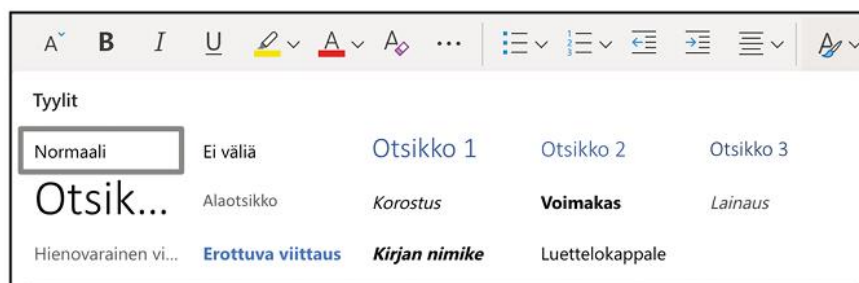 A B I U A A ...
Tyylit
Normaali Ei väliä Otsikko 1 Otsikko 2 Otsikko 3
Otsik... Alaotsikko Korostus Voimakas Lainaus
Hienovarainen vi... Erottuva viittaus Kirjan nimike Luettelokappale